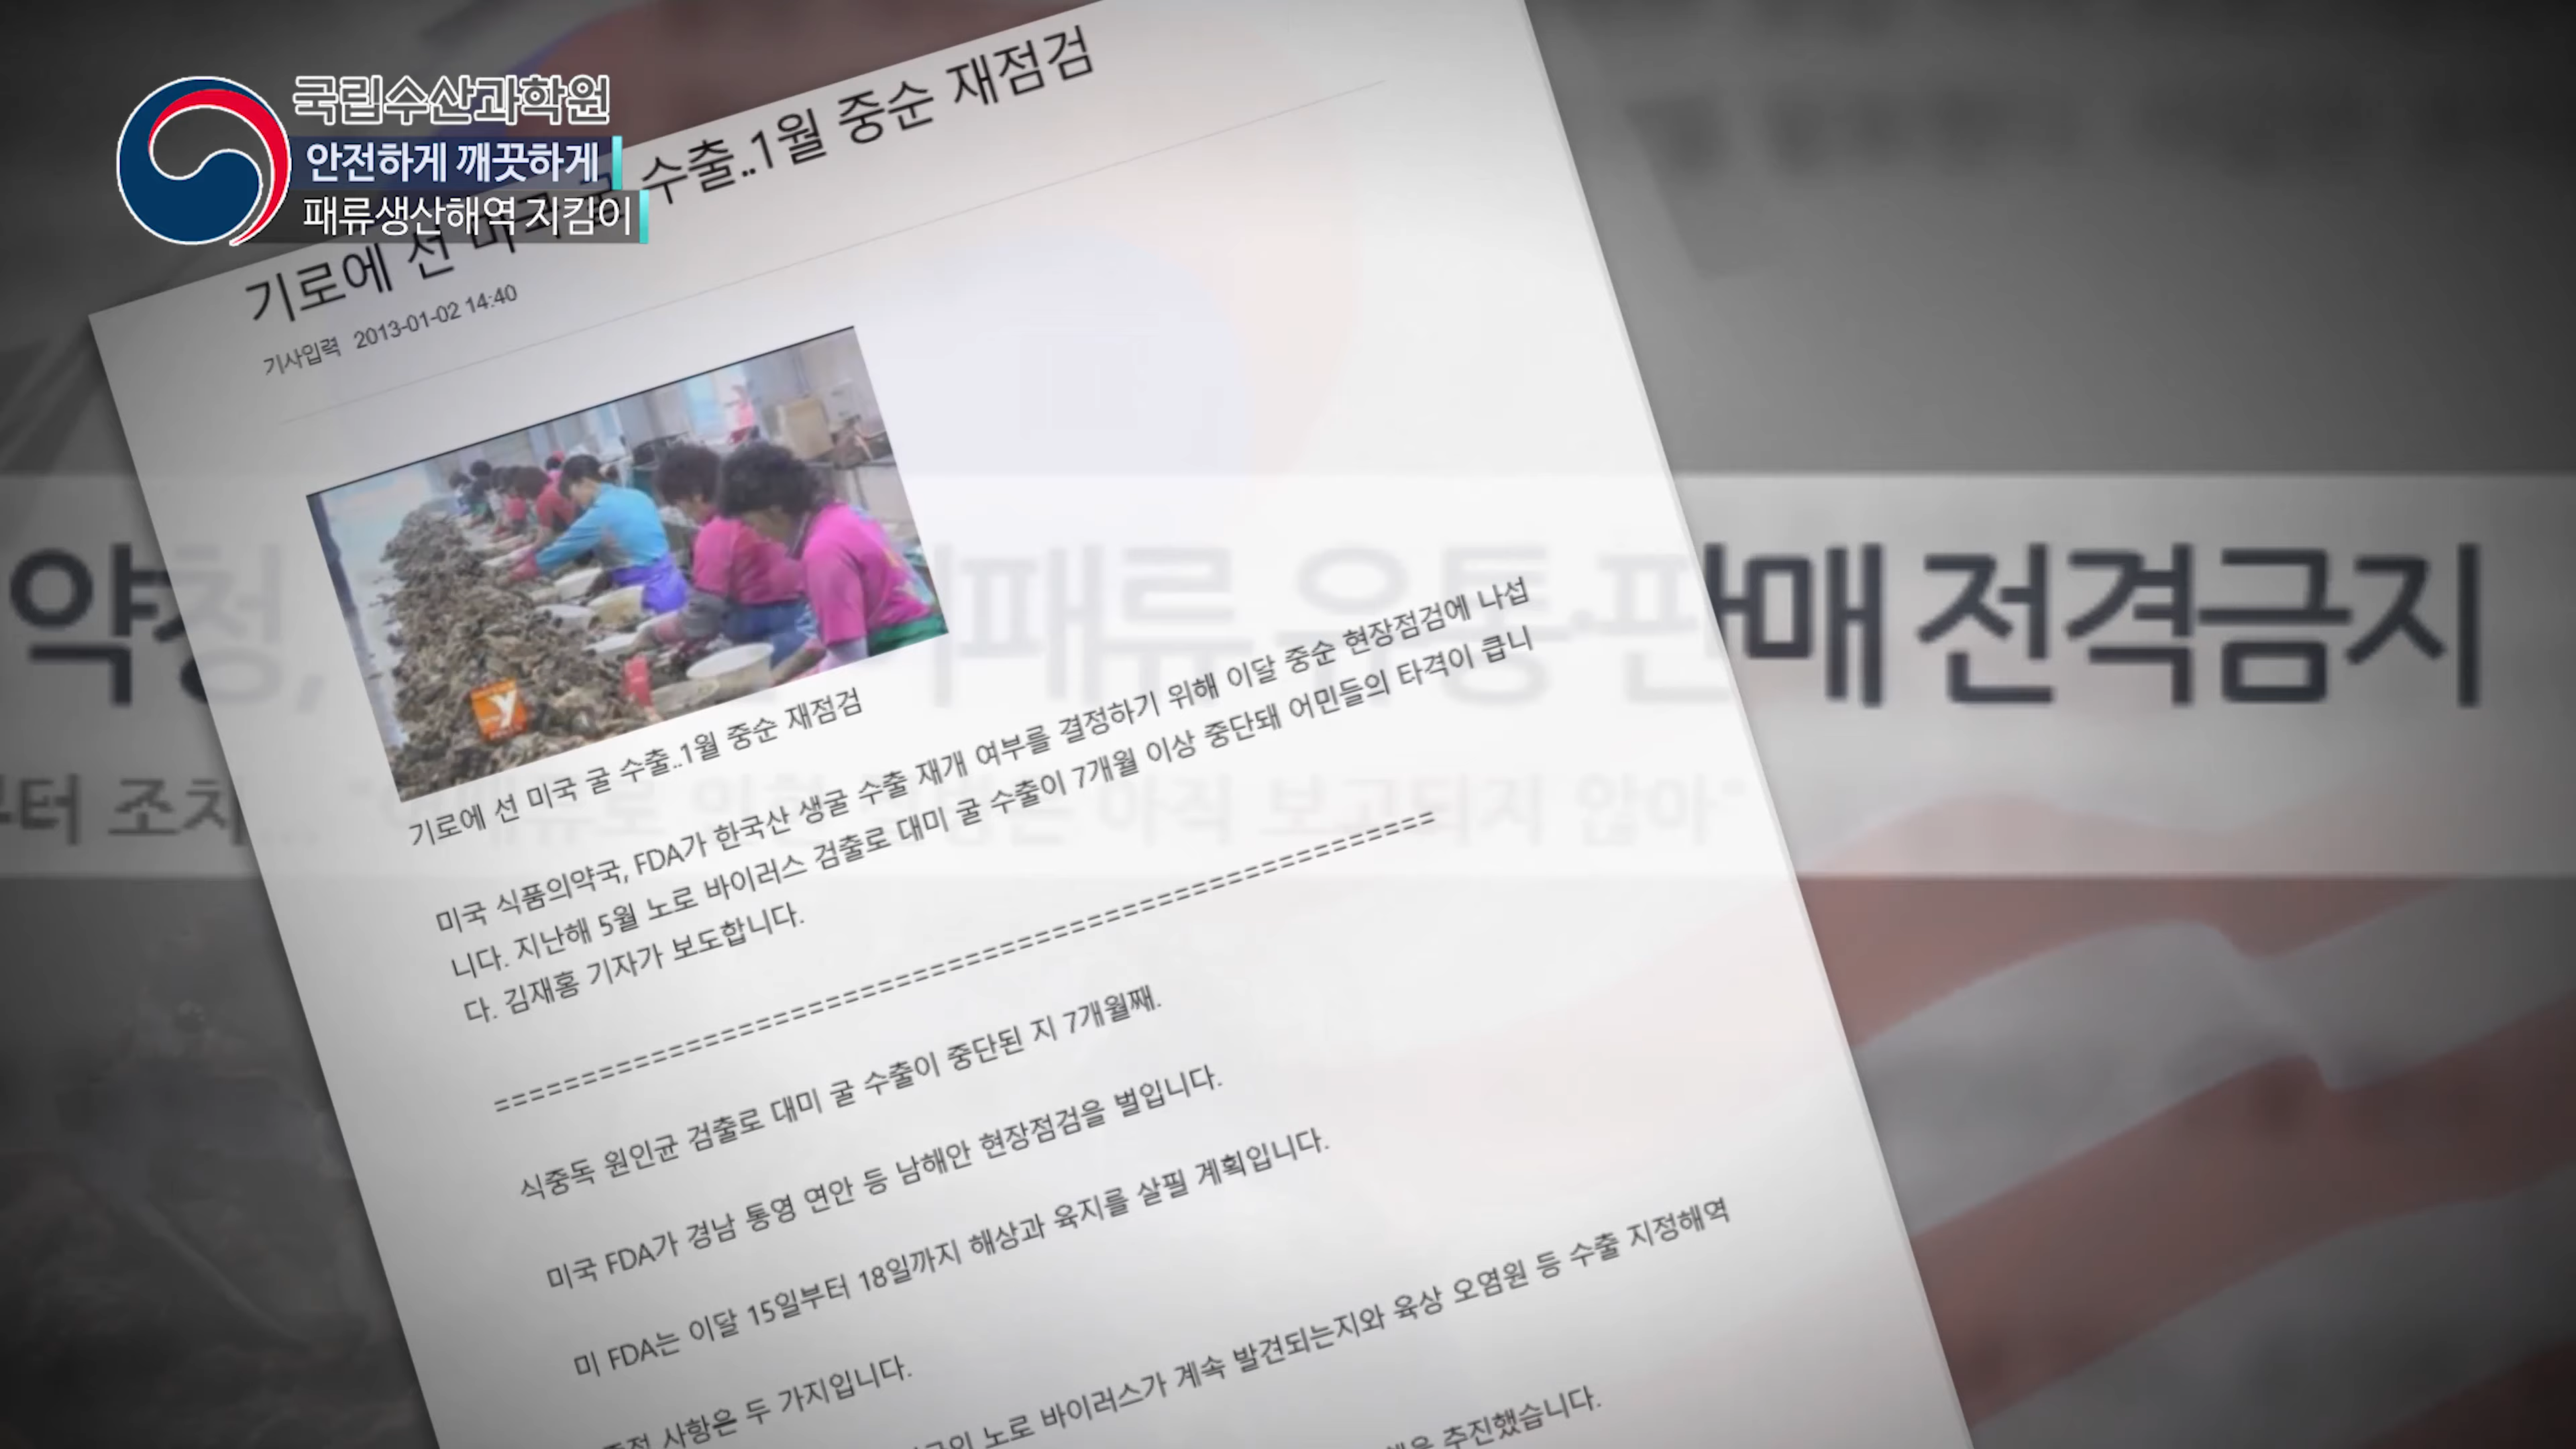 국립수산과학원
안전하게 깨끗하게
패류생산해역 지킴이
기로에 선 미국 굴 수출..1월 중순 재점검
기사입력 2013-01-02 14:40
약청, 패류 유통·판매 전격금지
부터 조치... 아직 보고되지 않아"
기로에 선 미국 굴 수출..1월 중순 재점검
미국 식품의약국, FDA가 한국산 생굴 수출 재개 여부를 결정하기 위해 이달 중순 현장점검에 나섭
니다. 지난해 5월 노로 바이러스 검출로 대미 굴 수출이 7개월 이상 중단돼 어민들의 타격이 큽니
다. 김재홍 기자가 보도합니다.
==================================================
식중독 원인균 검출로 대미 굴 수출이 중단된 지 7개월째.
미국 FDA가 경남 통영 연안 등 남해안 현장점검을 벌입니다.
미 FDA는 이달 15일부터 18일까지 해상과 육지를 살필 계획입니다.
사항은 두 가지입니다.
노로 바이러스가 계속 발견되는지와 육상 오염원 등 수출 지정해역
추진했습니다.